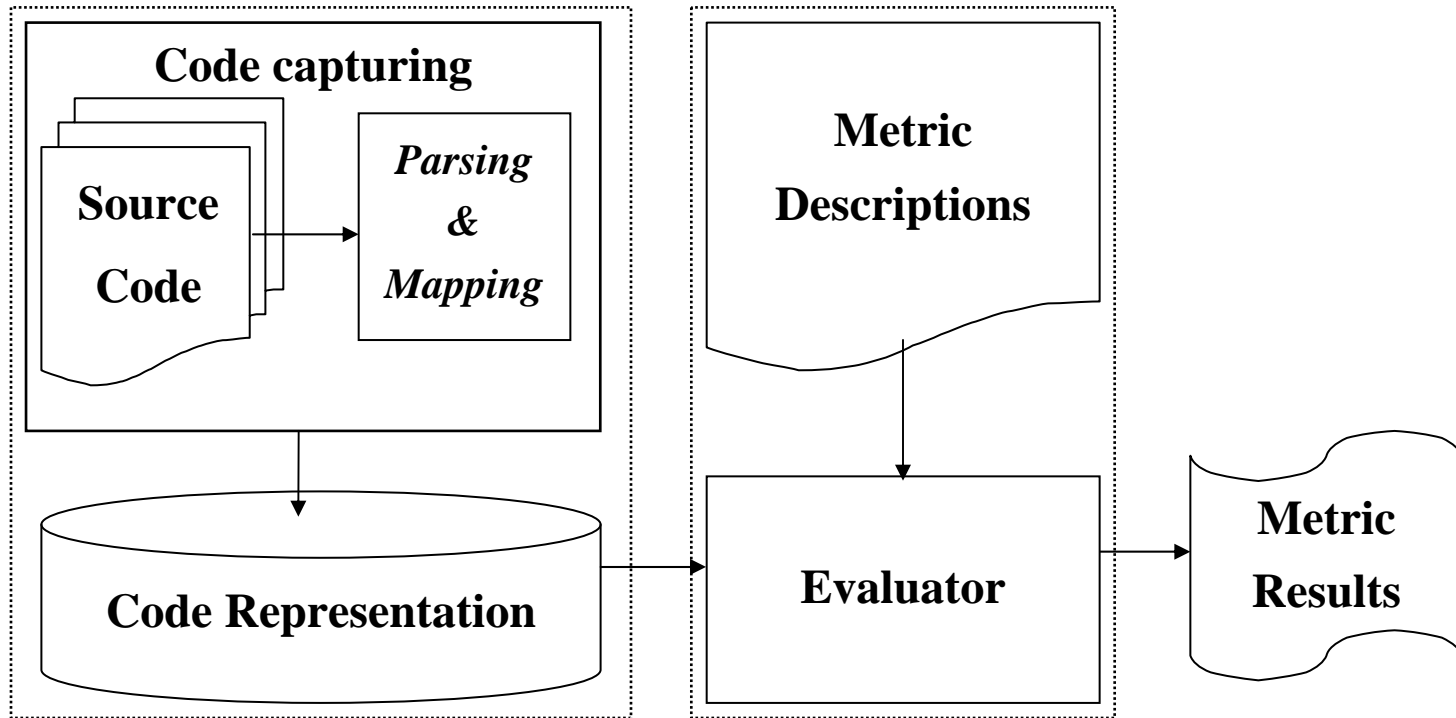 Code capturing
Source
Code
Parsing
&
Mapping
Code Representation
Metric
Descriptions
Evaluator
Metric
Results